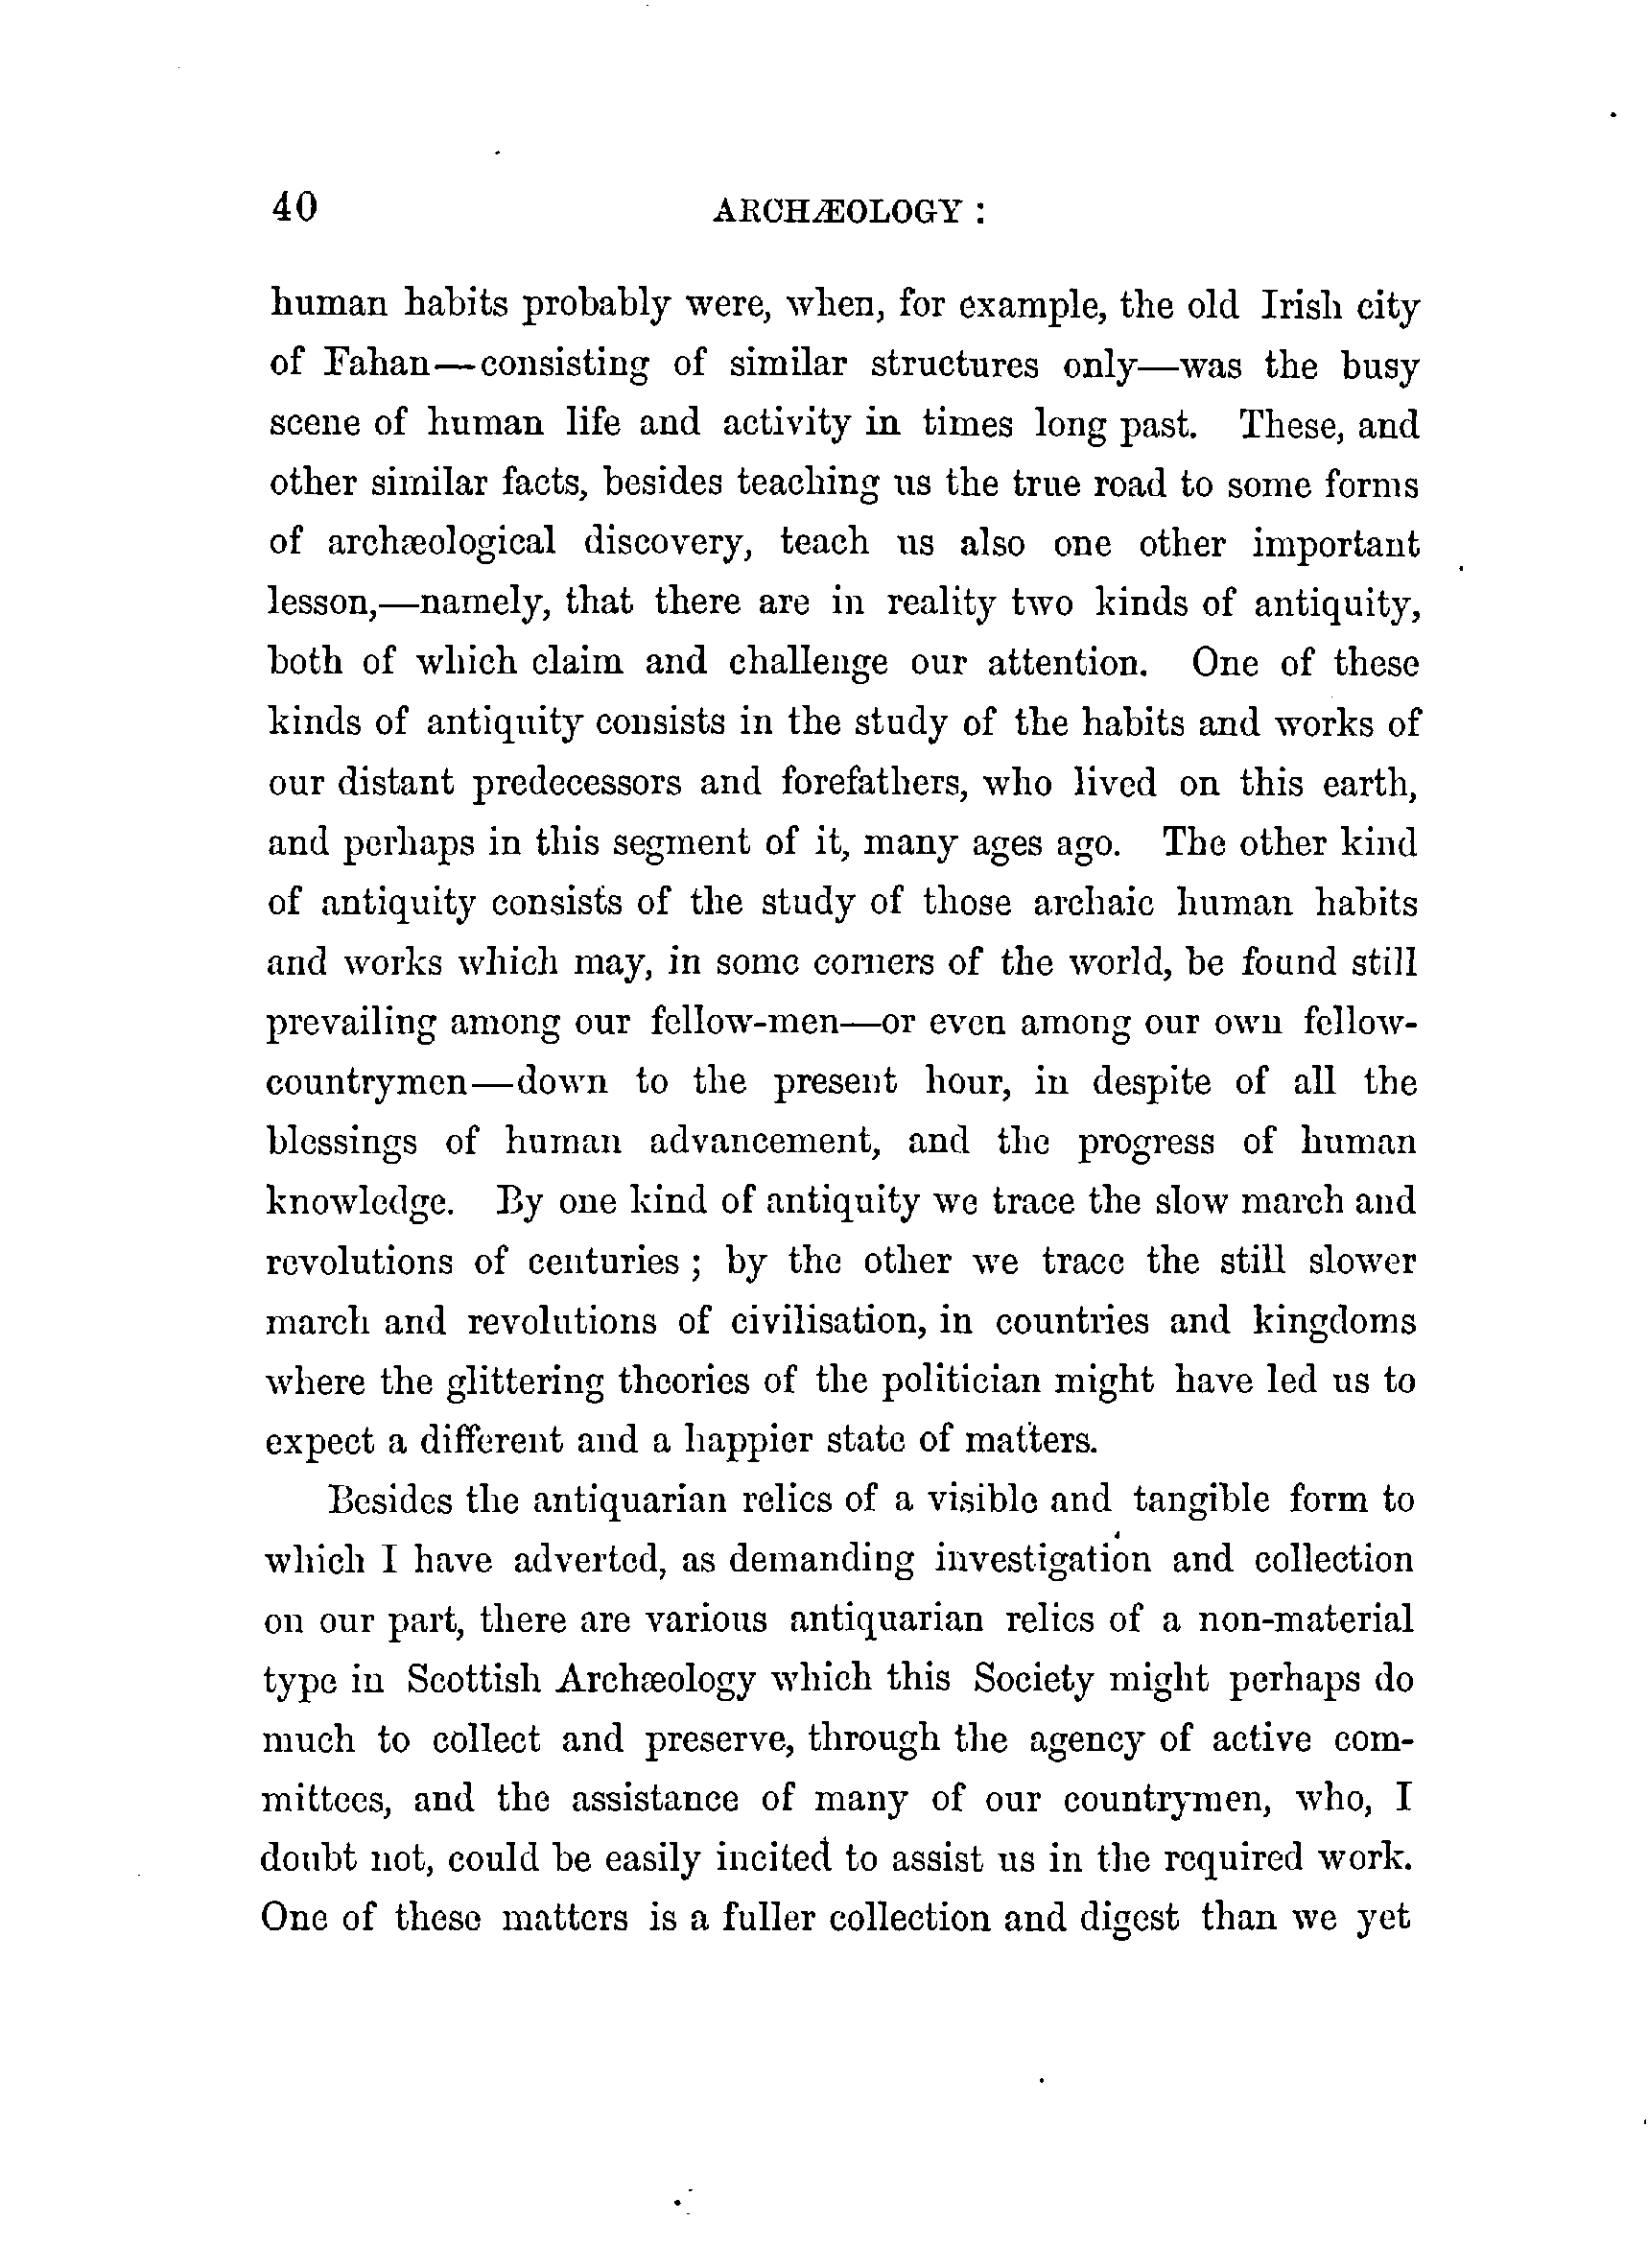 40 ARCHÆOLOGY :
human habits probably were, when, for example, the old Irish city
of Fahan—consisting of similar structures only—was the busy
scene of human life and activity in times long past. These, and
other similar facts, besides teaching us the true road to some forms
of archæological discovery, teach us also one other important
lesson,—namely, that there are in reality two kinds of antiquity,
both of which claim and challenge our attention. One of these
kinds of antiquity consists in the study of the habits and works of
our distant predecessors and forefathers, who lived on this earth,
and perhaps in this segment of it, many ages ago. The other kind
of antiquity consists of the study of those archaic human habits
and works which may, in some corners of the world, be found still
prevailing among our fellow-men—or even among our own fellow-
countrymen—down to the present hour, in despite of all the
blessings of human advancement, and the progress of human
knowledge. By one kind of antiquity we trace the slow march and
revolutions of centuries ; by the other we trace the still slower
march and revolutions of civilisation, in countries and kingdoms
where the glittering theories of the politician might have led us to
expect a different and a happier state of matters.
Besides the antiquarian relics of a visible and tangible form to
which I have adverted, as demanding investigation and collection
on our part, there are various antiquarian relics of a non-material
type in Scottish Archæology which this Society might perhaps do
much to collect and preserve, through the agency of active com-
mittees, and the assistance of many of our countrymen, who, I
doubt not, could be easily incited to assist us in the required work.
One of these matters is a fuller collection and digest than we yet